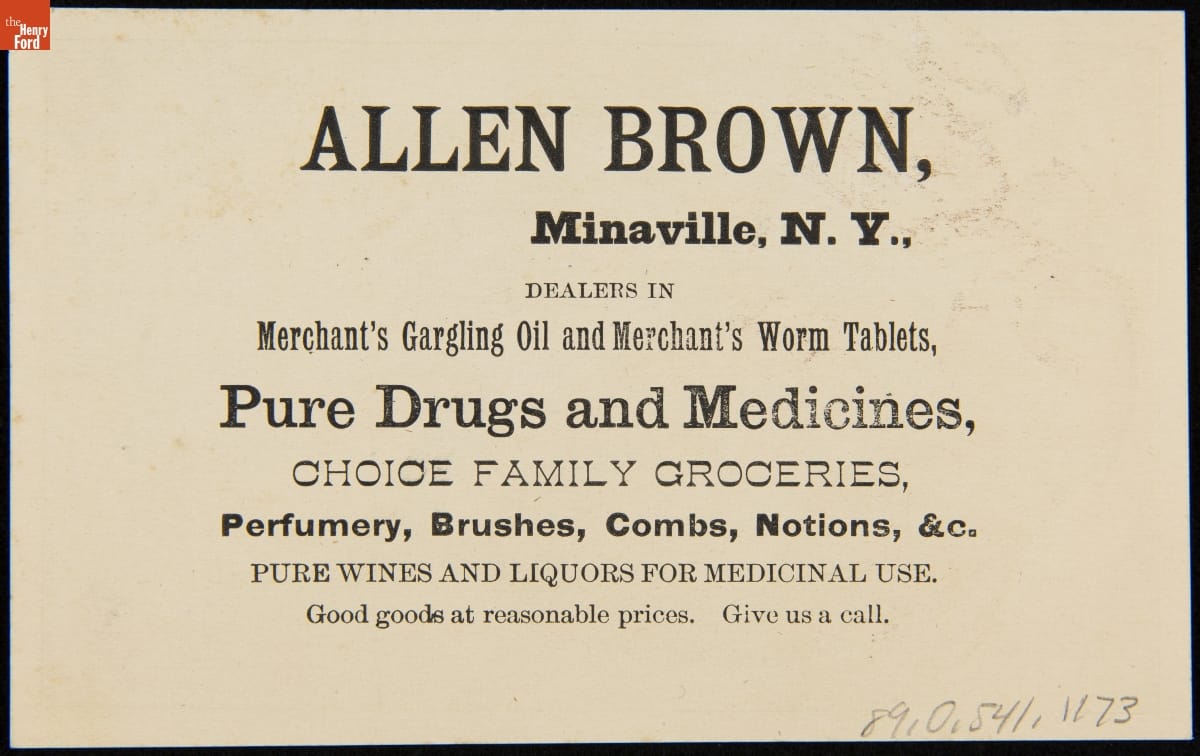 the
Henry
Ford
ALLEN BROWN,
Minaville, N. Y.,
DEALERS IN
Merchant's Gargling Oil and Merchant's Worm Tablets,
Pure Drugs and Medicines,
CHOICE FAMILY GROCERIES,
Perfumery, Brushes, Combs, Notions, &c.
PURE WINES AND LIQUORS FOR MEDICINAL USE.
Good goods at reasonable prices. Give us a call.
89.0.541.1173